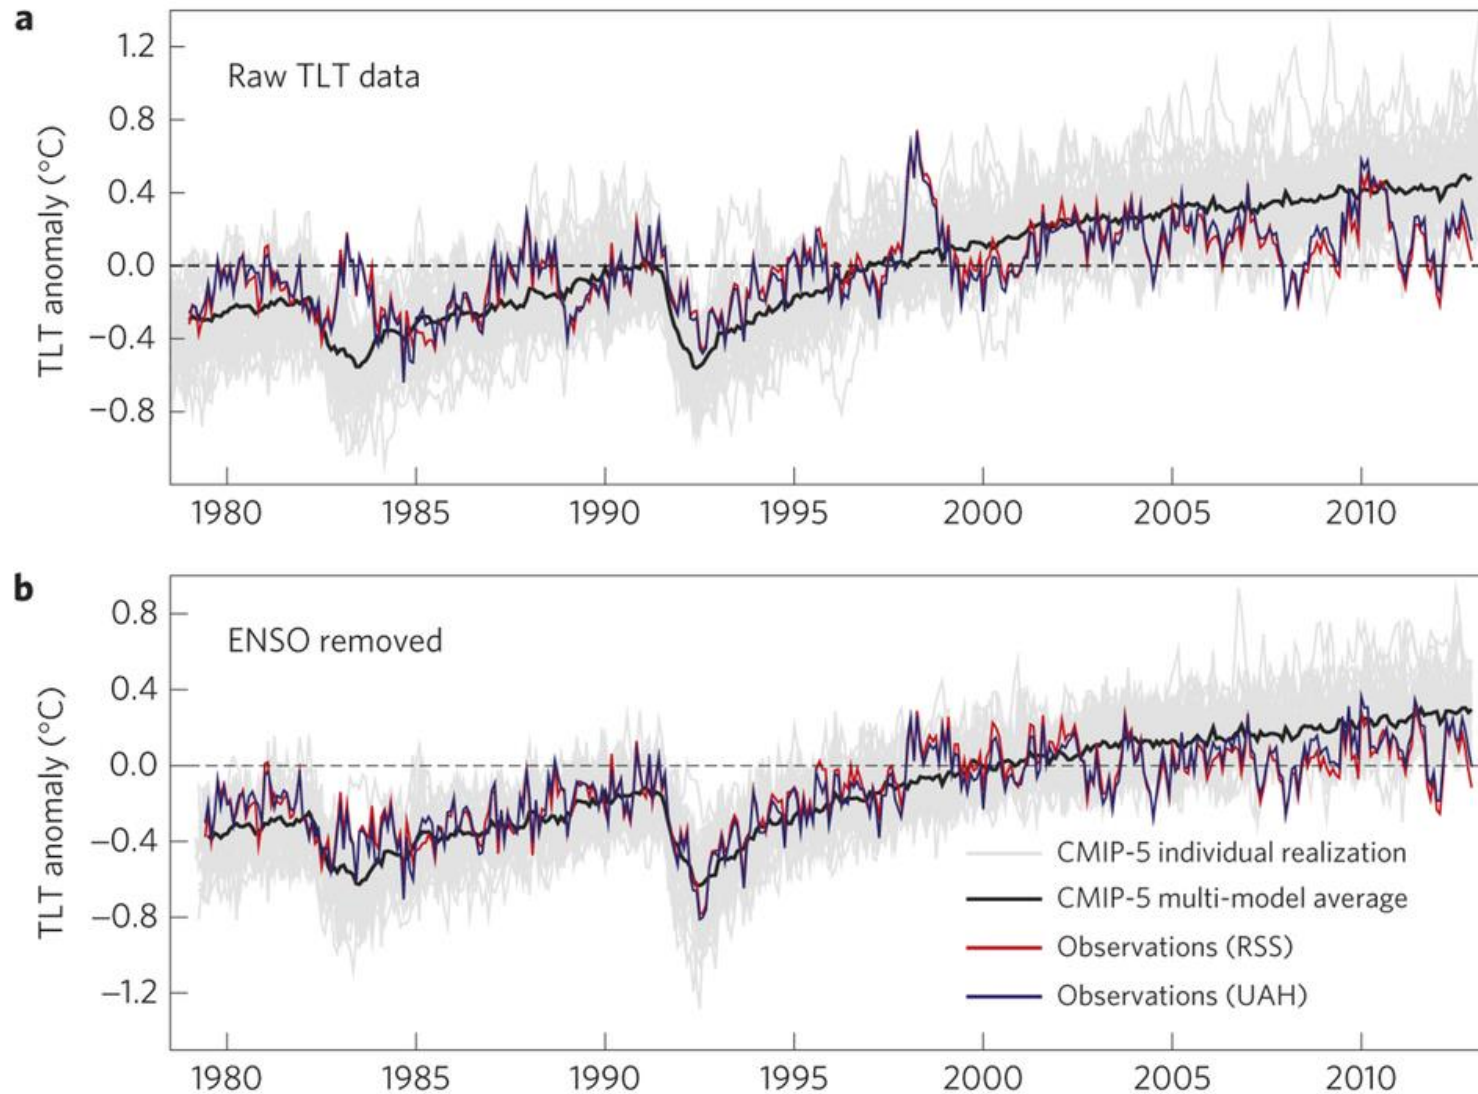 a
1.2
Raw TLT data
0.8
0.4
0.0
−0.4
−0.8
TLT anomaly (°C)
1980 1985 1990 1995 2000 2005 2010
b
0.8
ENSO removed
0.4
0.0
−0.4
−0.8
−1.2
TLT anomaly (°C)
CMIP-5 individual realization
CMIP-5 multi-model average
Observations (RSS)
Observations (UAH)
1980 1985 1990 1995 2000 2005 2010